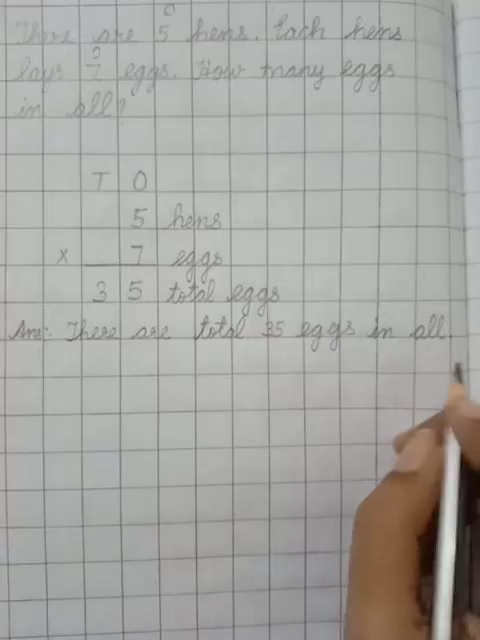 O
There are 5 hens. Each hens
O
lays 7 eggs. How many eggs
in all?
T O
5 hens
x 7 eggs
3 5 total eggs
Ans:- There are total 35 eggs in all.